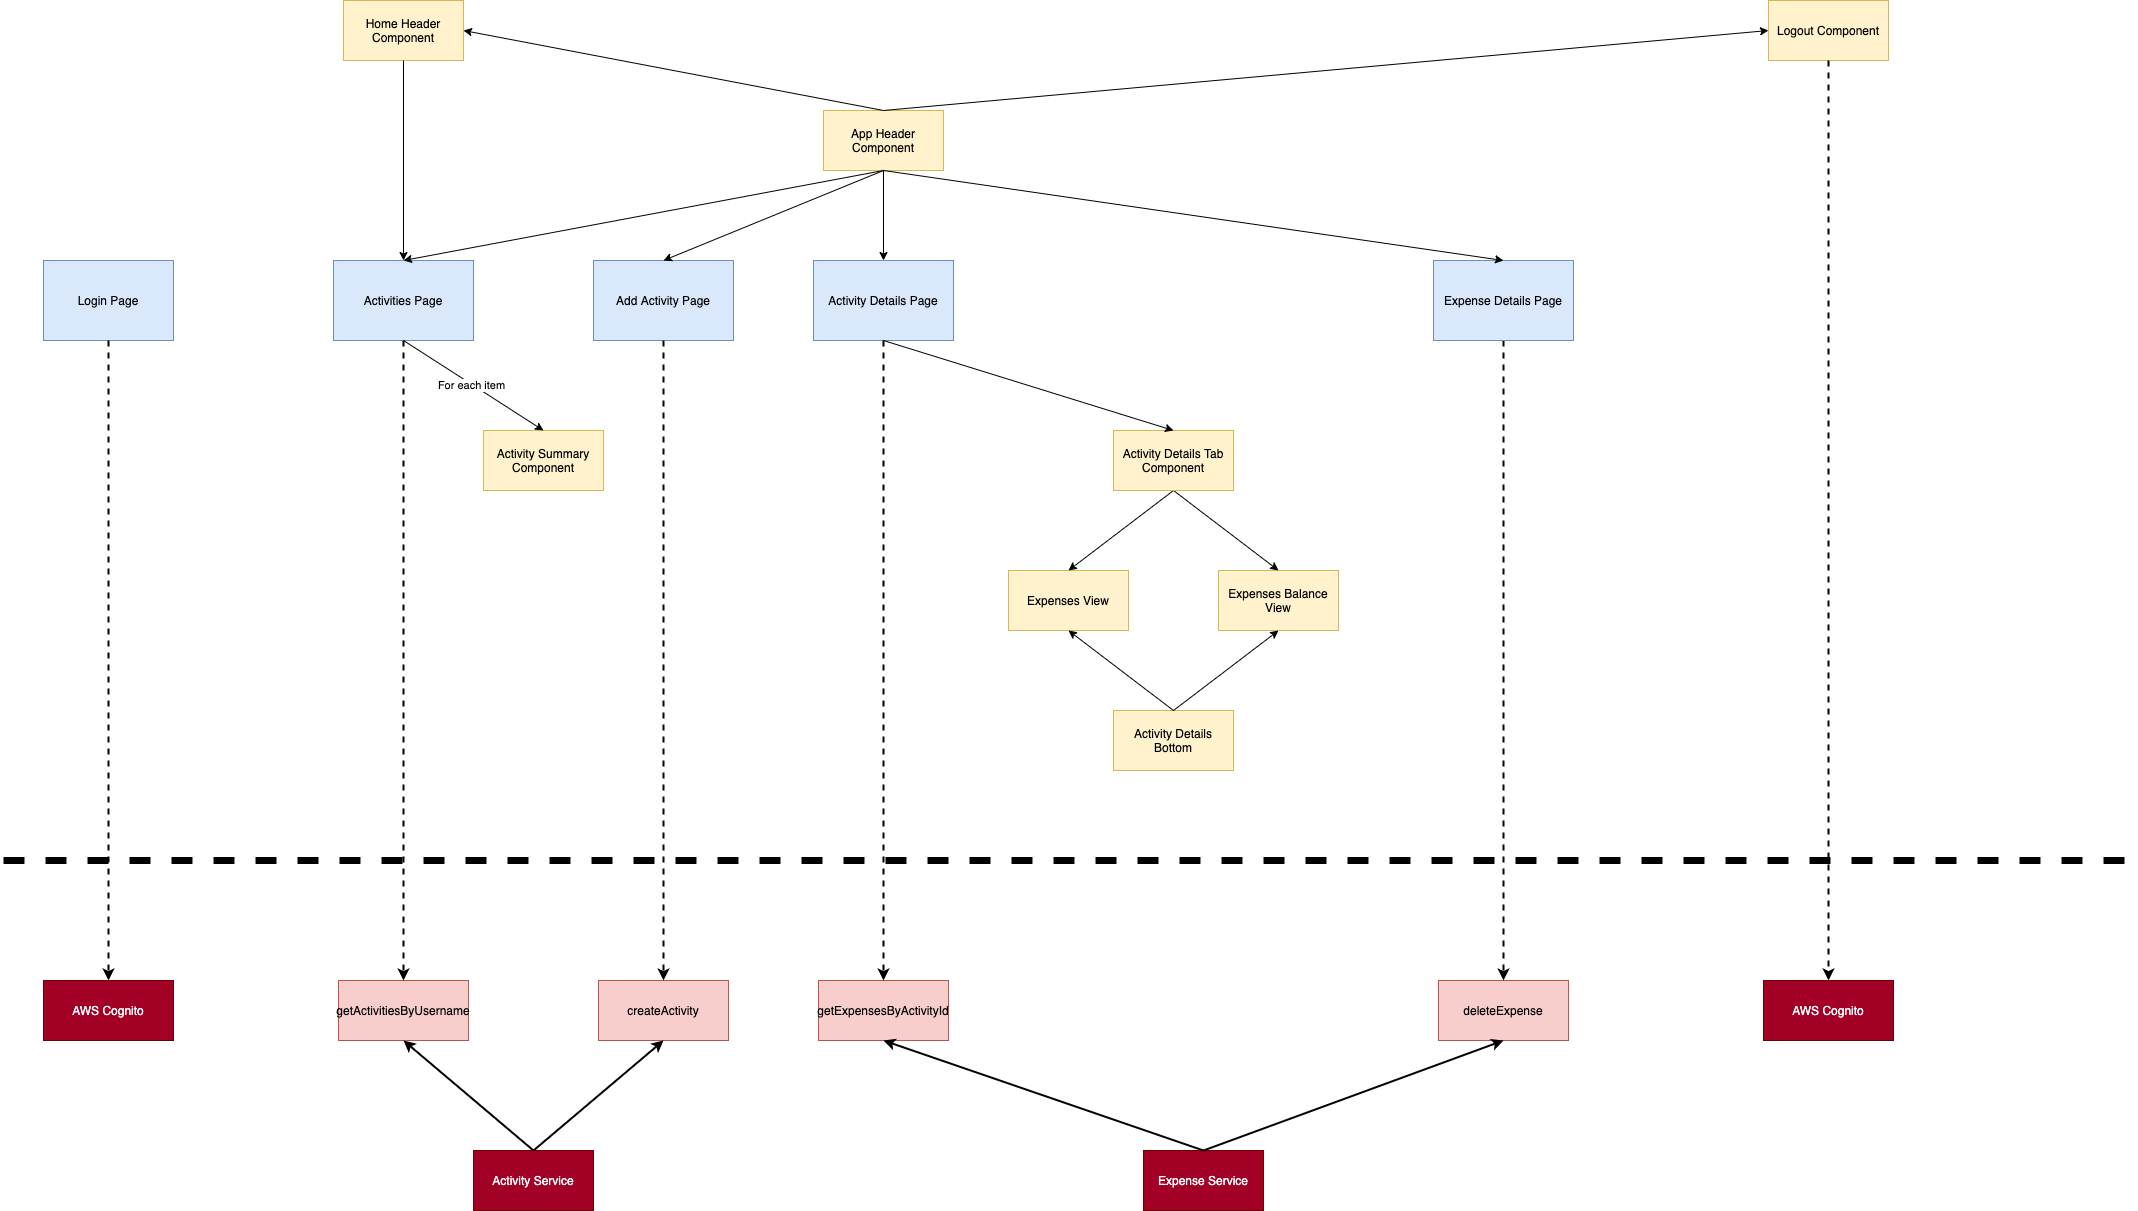 Home Header
Component
Logout Component
App Header
Component
Login Page
Activities Page
Add Activity Page
Activity Details Page
Expense Details Page
For each item
Activity Summary
Component
Activity Details Tab
Component
Expenses View
Expenses Balance
View
Activity Details
Bottom
AWS Cognito
getActivitiesByUsername
createActivity
getExpensesByActivityId
deleteExpense
AWS Cognito
Activity Service
Expense Service